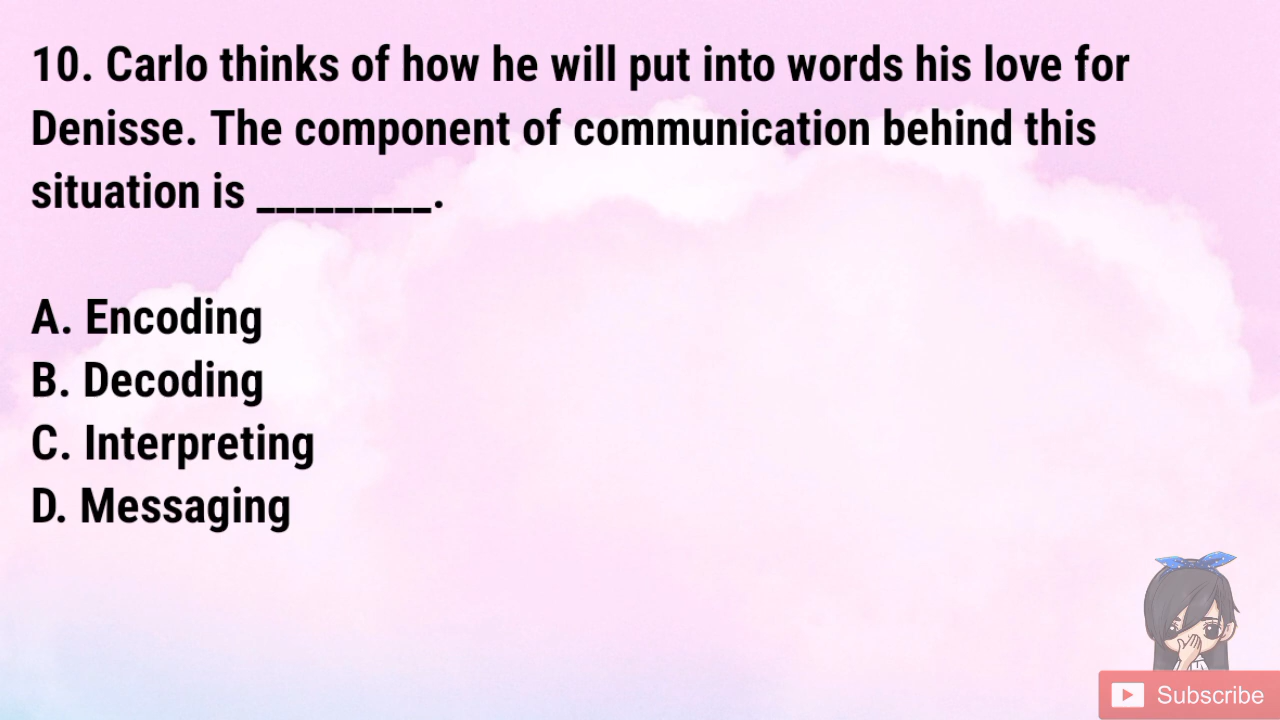 10. Carlo thinks of how he will put into words his love for
Denisse. The component of communication behind this
situation is _________.
A. Encoding
B. Decoding
C. Interpreting
D. Messaging
Subscribe